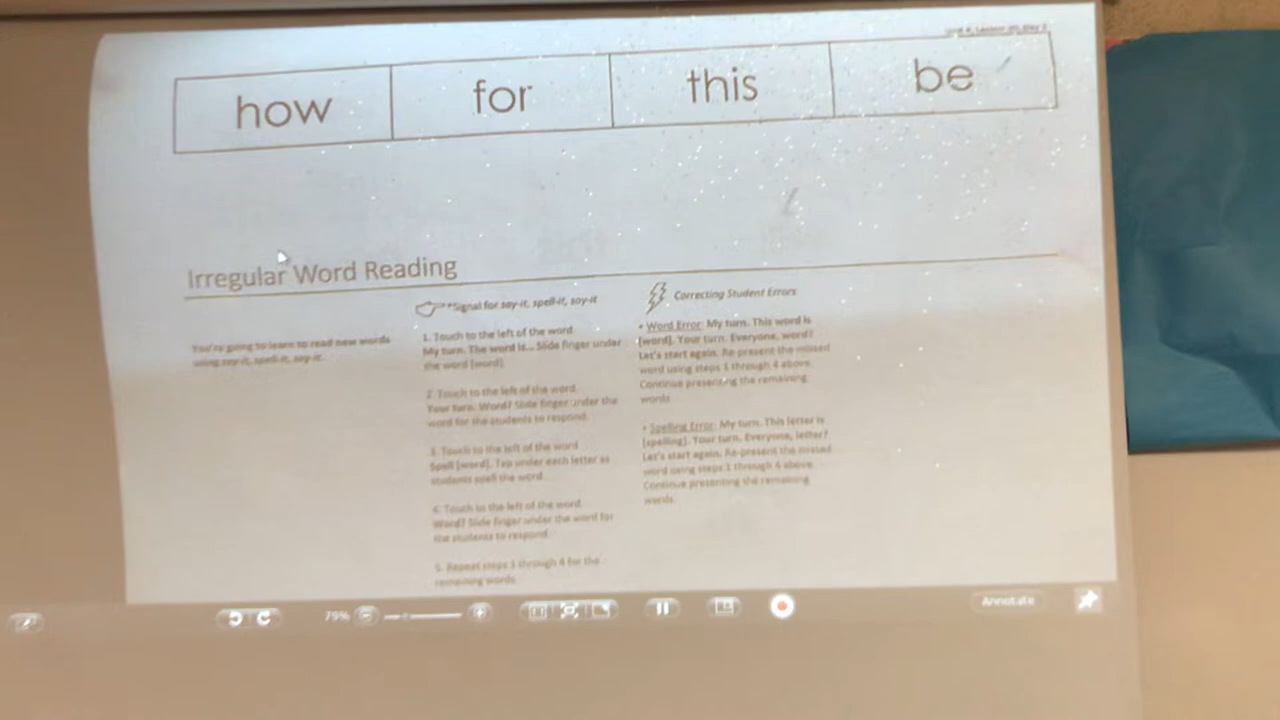 how for this be
Irregular Word Reading
You're going to learn to read new words
using say-it, spell-it, say-it.
*Signal for say-it, spell-it, say-it
1. Touch to the left of the word.
My turn. The word is... Slide finger under
the word [word].
2. Touch to the left of the word.
Your turn. Word? Slide finger under the
word for the students to respond.
3. Touch to the left of the word
Spell [word]. Tap under each letter as
students spell the word.
4. Touch to the left of the word.
Word? Slide finger under the word for
the students to respond.
5. Repeat steps 1 through 4 for the
remaining words.
Correcting Student Errors
• Word Error: My turn. This word is
[word]. Your turn. Everyone, word?
Let's start again. Re-present the missed
word using steps 1 through 4 above.
Continue presenting the remaining
words
• Spelling Error: My turn. This letter is
[spelling]. Your turn. Everyone, letter?
Let's start again. Re-present the missed
word using steps 1 through 4 above.
Continue presenting the remaining
words.
79%
Annotate